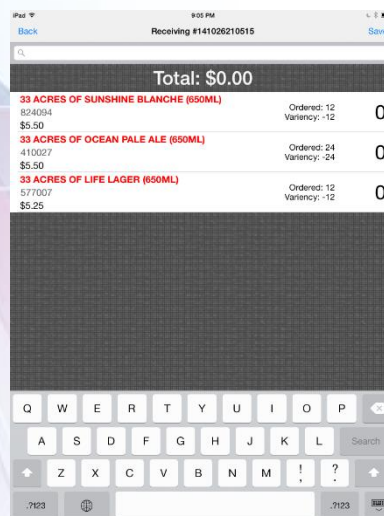 iPad 9:05 PM
Back Receiving #141026210515 Save
Total: $0.00
33 ACRES OF SUNSHINE BLANCHE (650ML)
824094 Ordered: 12
Variency: -12 0
$5.50
33 ACRES OF OCEAN PALE ALE (650ML)
410027 Ordered: 24
Variency: -24 0
$5.50
33 ACRES OF LIFE LAGER (650ML)
577007 Ordered: 12
Variency: -12 0
$5.25
Q W E R T Y U I O P
A S D F G H J K L Search
Z X C V B N M ! , ? .
.?123 .?123